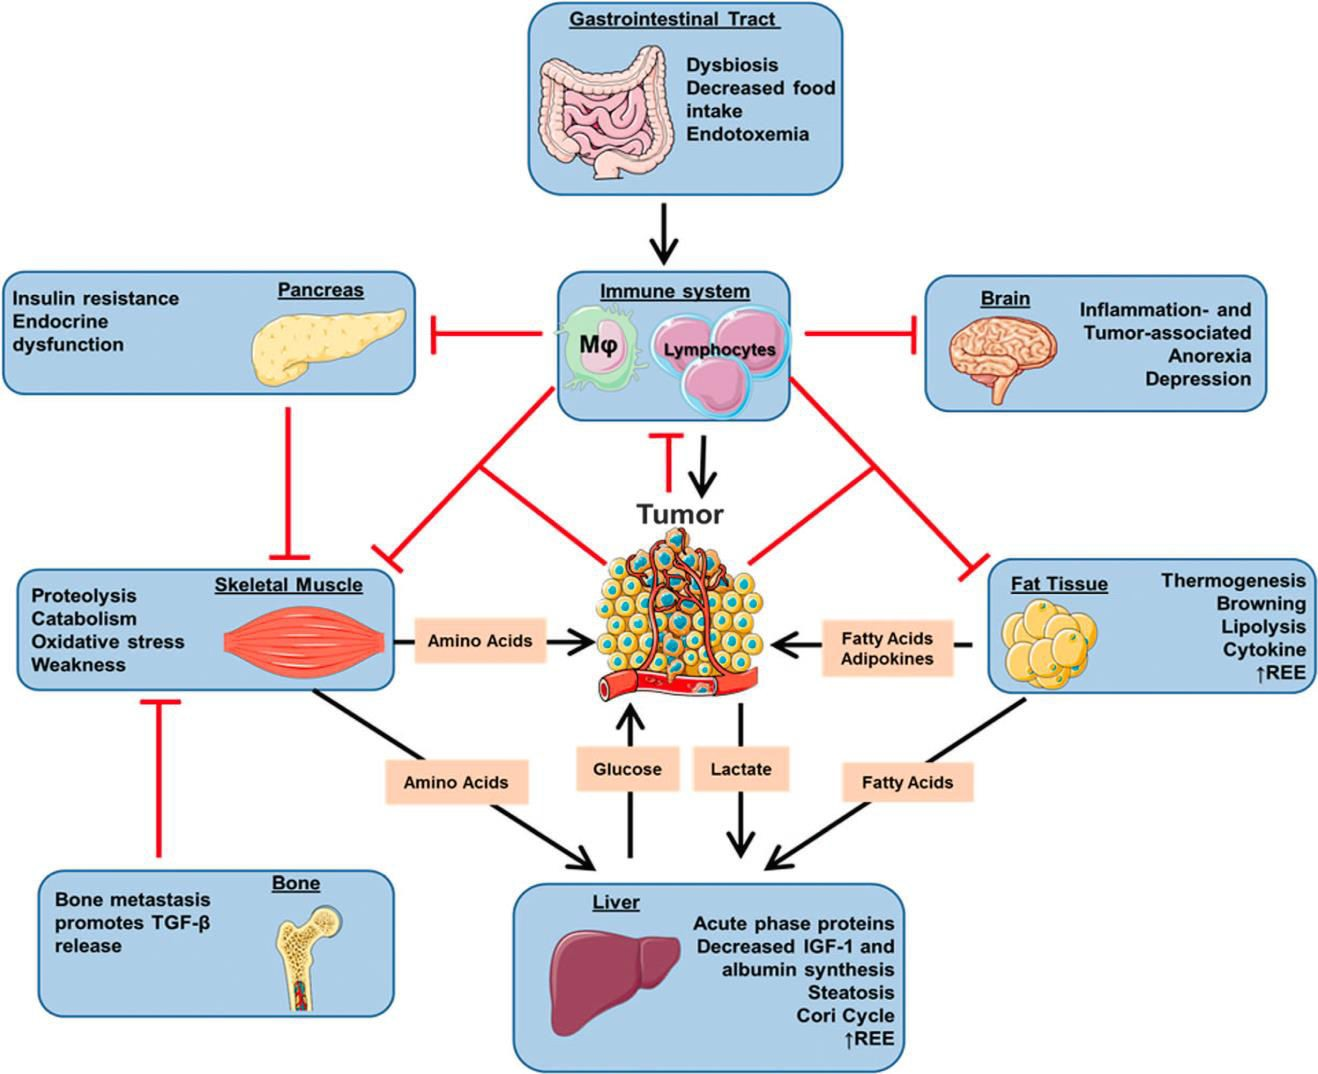 Gastrointestinal Tract
Dysbiosis
Decreased food
intake
Endotoxemia
Pancreas
Insulin resistance
Endocrine
dysfunction
Immune system
Mφ
Lymphocytes
Brain
Inflammation- and
Tumor-associated
Anorexia
Depression
Tumor
Skeletal Muscle
Proteolysis
Catabolism
Oxidative stress
Weakness
Amino Acids
Fatty Acids
Adipokines
Fat Tissue
Thermogenesis
Browning
Lipolysis
Cytokine
↑REE
Amino Acids
Glucose
Lactate
Fatty Acids
Bone
Bone metastasis
promotes TGF-β
release
Liver
Acute phase proteins
Decreased IGF-1 and
albumin synthesis
Steatosis
Cori Cycle
↑REE